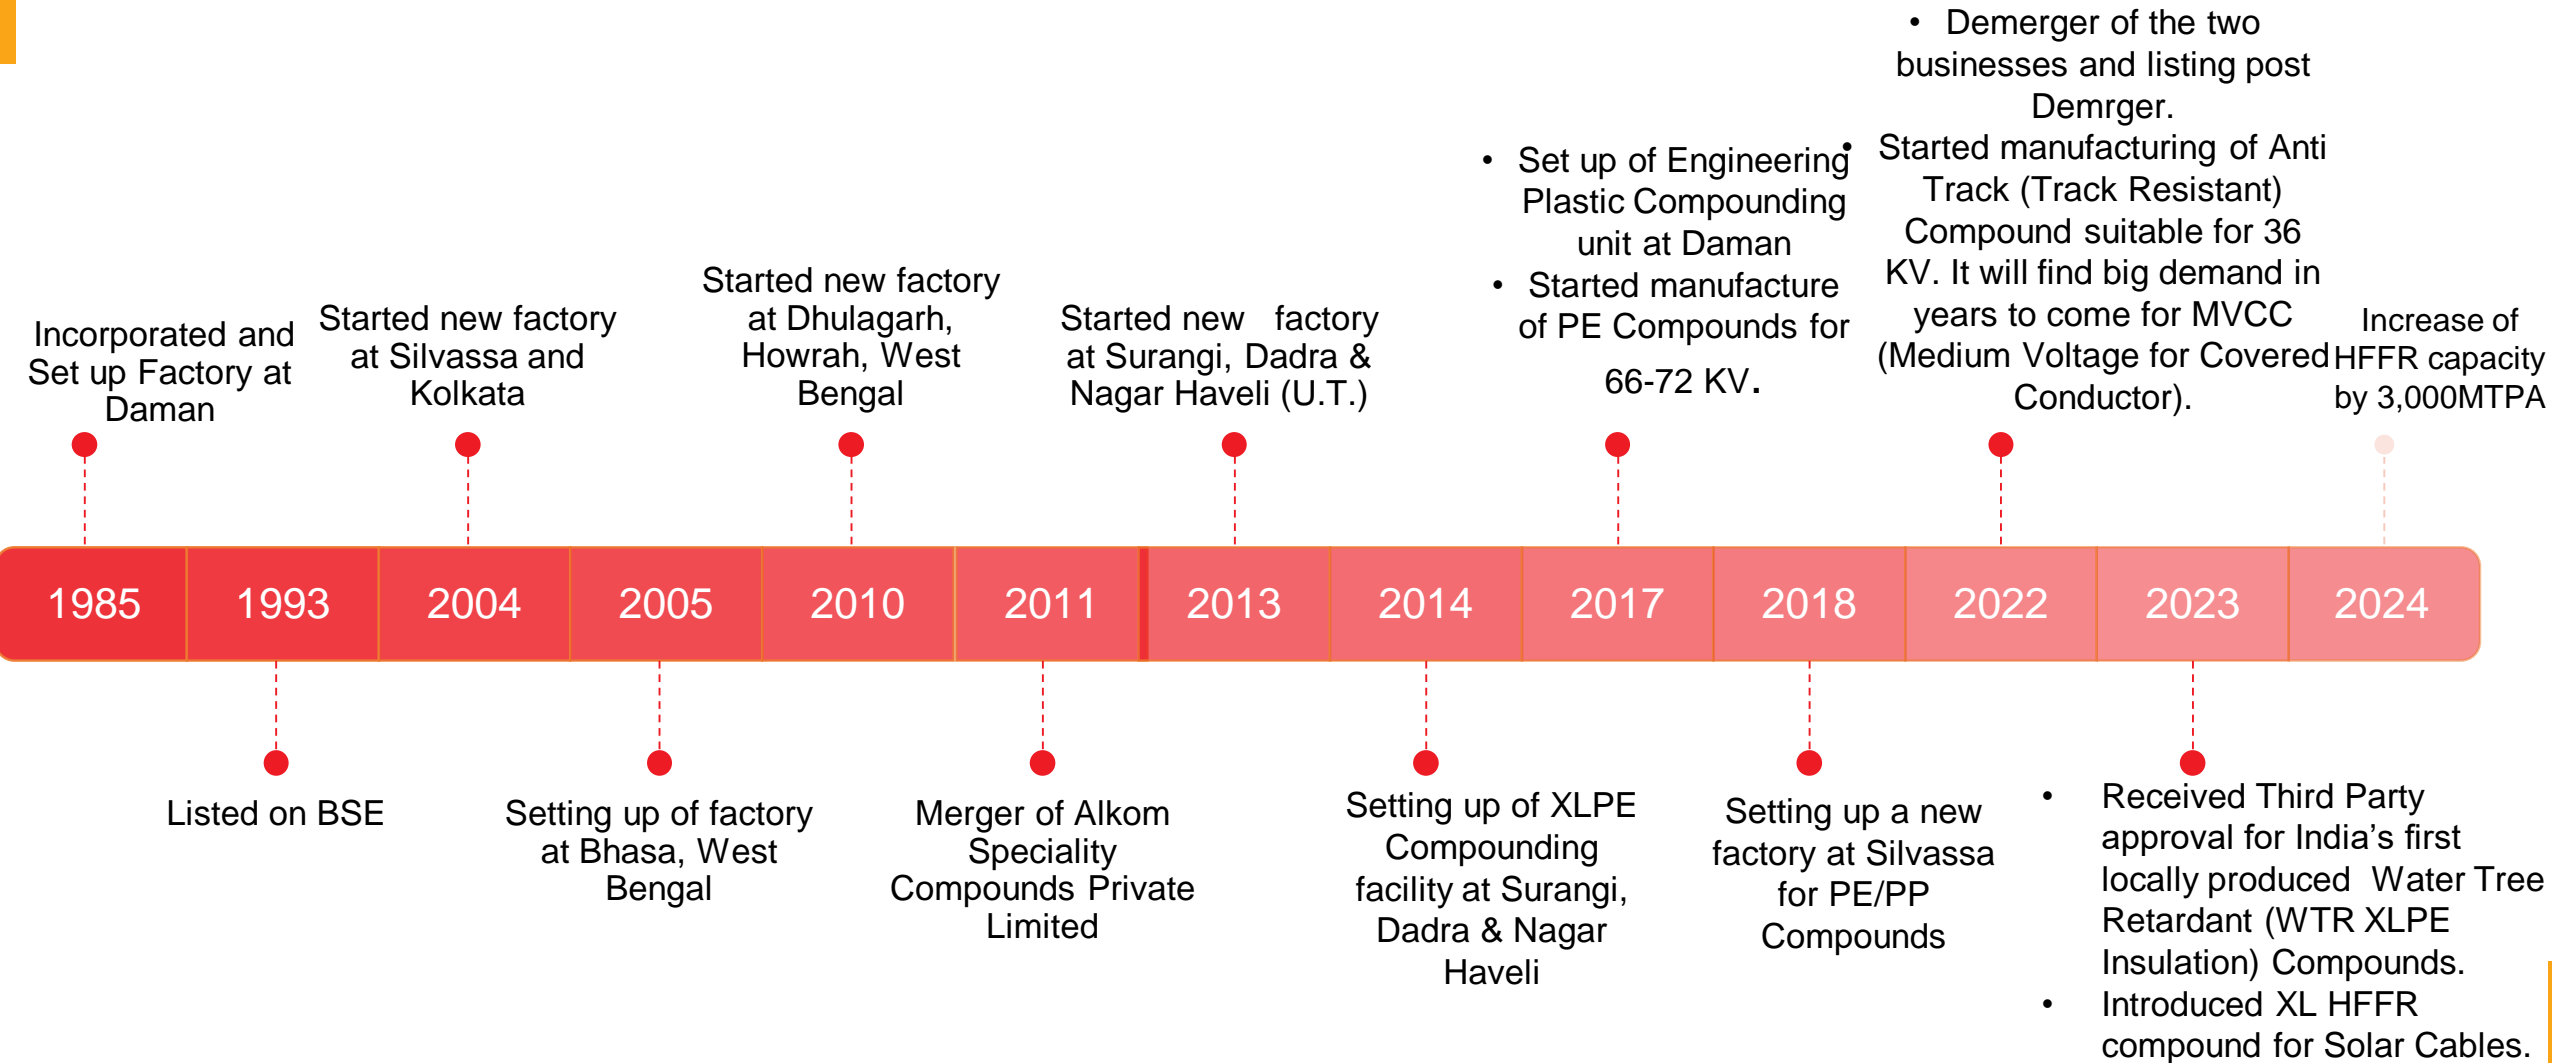 Incorporated and
Set up Factory at
Daman
Started new factory
at Silvassa and
Kolkata
Started new factory
at Dhulagarh,
Howrah, West
Bengal
Started new factory
at Surangi, Dadra &
Nagar Haveli (U.T.)
• Set up of Engineering
Plastic Compounding
unit at Daman
• Started manufacture
of PE Compounds for
66-72 KV.
• Demerger of the two
businesses and listing post
Demrger.
• Started manufacturing of Anti
Track (Track Resistant)
Compound suitable for 36
KV. It will find big demand in
years to come for MVCC
(Medium Voltage for Covered
Conductor).
Increase of
HFFR capacity
by 3,000MTPA
1985 1993 2004 2005 2010 2011 2013 2014 2017 2018 2022 2023 2024
Listed on BSE
Setting up of factory
at Bhasa, West
Bengal
Merger of Alkom
Speciality
Compounds Private
Limited
Setting up of XLPE
Compounding
facility at Surangi,
Dadra & Nagar
Haveli
Setting up a new
factory at Silvassa
for PE/PP
Compounds
• Received Third Party
approval for India’s first
locally produced Water Tree
Retardant (WTR XLPE
Insulation) Compounds.
• Introduced XL HFFR
compound for Solar Cables.